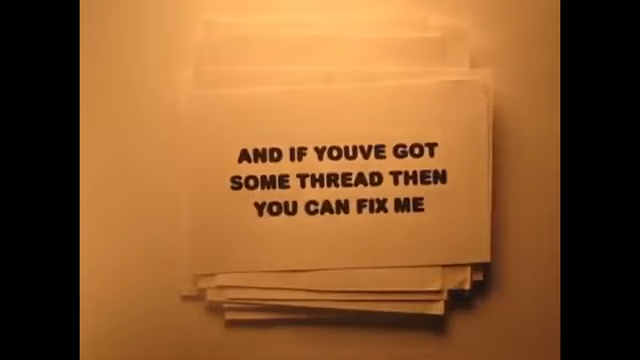 AND IF YOUVE GOT
SOME THREAD THEN
YOU CAN FIX ME